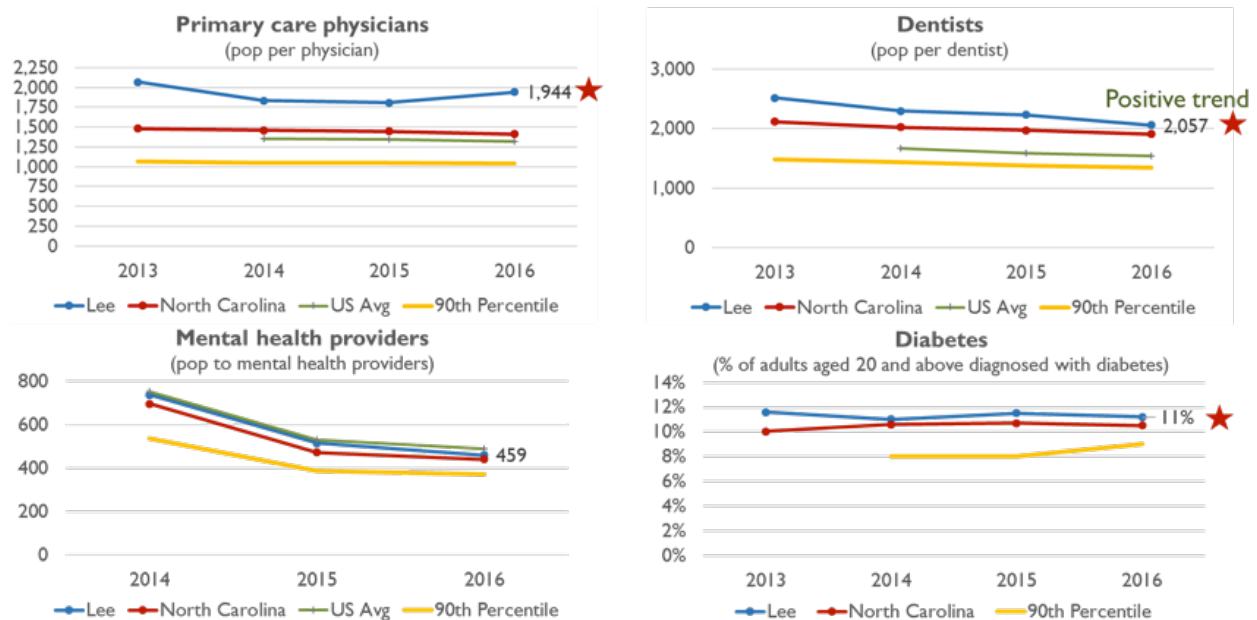 Primary care physicians
(pop per physician)
2,250
2,000
1,750
1,500
1,250
1,000
750
500
250
0
1,944
2013 2014 2015 2016
Lee North Carolina US Avg 90th Percentile
Dentists
(pop per dentist)
3,000
2,000
1,000
0
Positive trend
2,057
2013 2014 2015 2016
Lee North Carolina US Avg 90th Percentile
Mental health providers
(pop to mental health providers)
800
600
400
200
0
459
2014 2015 2016
Lee North Carolina US Avg 90th Percentile
Diabetes
(% of adults aged 20 and above diagnosed with diabetes)
14%
12%
10%
8%
6%
4%
2%
0%
11%
2013 2014 2015 2016
Lee North Carolina 90th Percentile